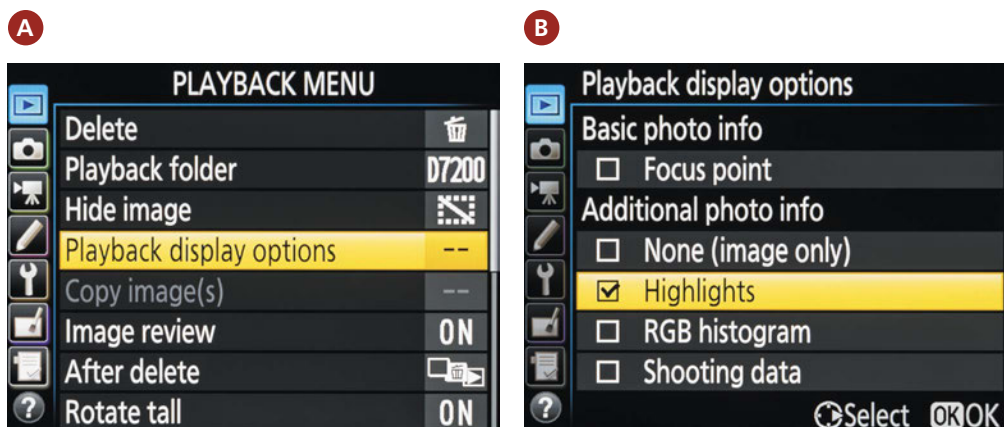 A
PLAYBACK MENU
Delete
Playback folder D7200
Hide image
Playback display options --
Copy image(s) --
Image review ON
After delete
Rotate tall ON
?
B
Playback display options
Basic photo info
Focus point
Additional photo info
None (image only)
Highlights
RGB histogram
Shooting data
? Select OK OK